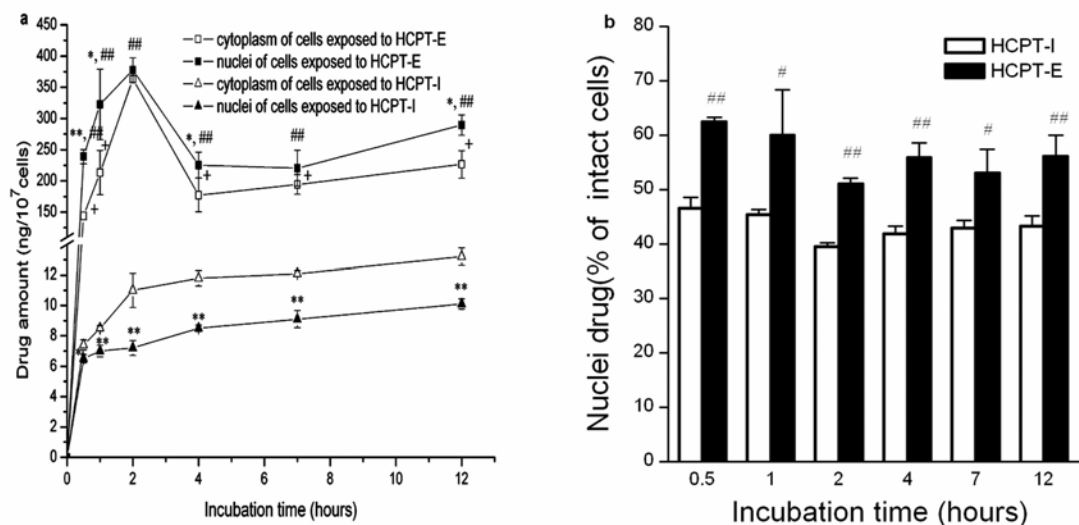 a
450
400
350
300
250
200
150
12
10
8
6
4
2
0
Drug amount (ng/10⁷cells)
cytoplasm of cells exposed to HCPT-E
nuclei of cells exposed to HCPT-E
cytoplasm of cells exposed to HCPT-I
nuclei of cells exposed to HCPT-I
**, ##
*, ##
##
*, ##
##
*, ##
+
+
+
+
+
*
**
**
**
**
**
0 2 4 6 8 10 12
Incubation time (hours)
b
HCPT-I
HCPT-E
80
70
60
50
40
30
20
10
0
Nuclei drug(% of intact cells)
## # ## ## # ##
0.5 1 2 4 7 12
Incubation time (hours)